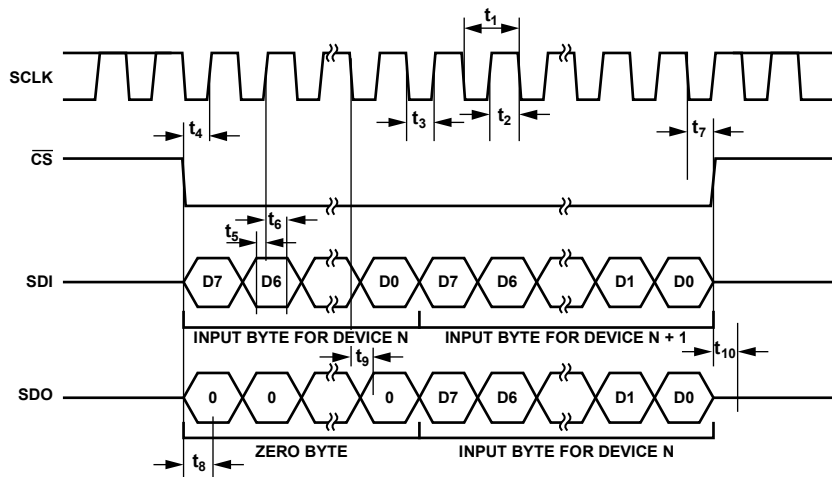 t1
SCLK
t4
t3
t2
t7
CS
t6
t5
SDI
D7
D6
D0
D7
D6
D1
D0
INPUT BYTE FOR DEVICE N
INPUT BYTE FOR DEVICE N + 1
t9
t10
SDO
0
0
0
D7
D6
D1
D0
ZERO BYTE
INPUT BYTE FOR DEVICE N
t8